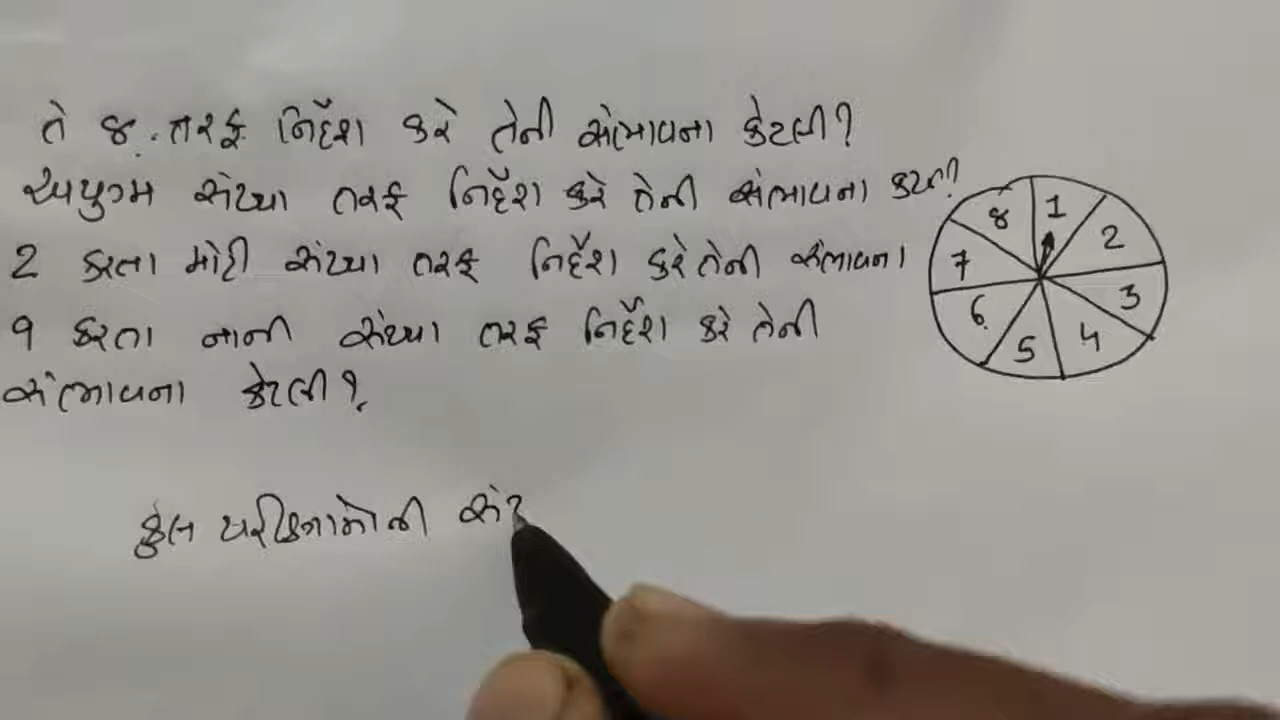 તે 8. તરફ નિર્દેશ કરે તેની સંભાવના કેટલી?
અયુગ્મ સંખ્યા તરફ નિર્દેશ કરે તેની સંભાવના કેટલી?
2 કરતા મોટી સંખ્યા તરફ નિર્દેશ કરે તેની સંભાવના
9 કરતા નાની સંખ્યા તરફ નિર્દેશ કરે તેની
સંભાવના કેટલી?
8 1
7 2
6 3
5 4
કુલ પરીણામોની